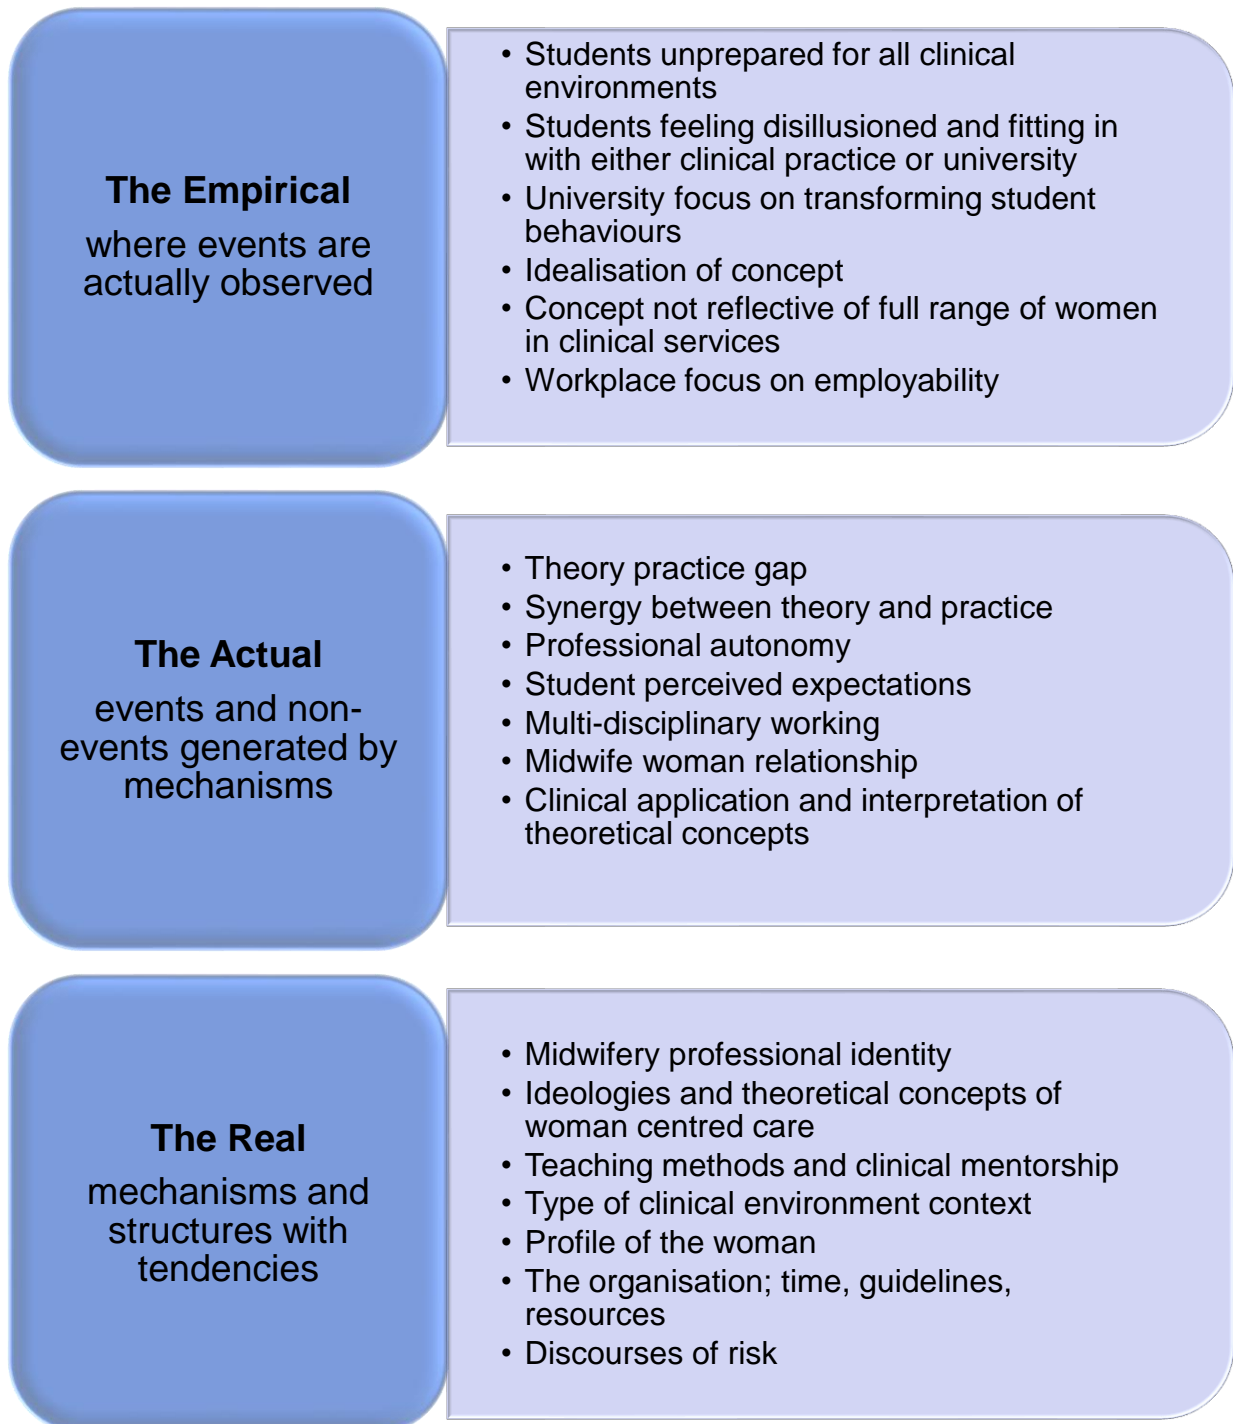 The Empirical
where events are
actually observed
• Students unprepared for all clinical
environments
• Students feeling disillusioned and fitting in
with either clinical practice or university
• University focus on transforming student
behaviours
• Idealisation of concept
• Concept not reflective of full range of women
in clinical services
• Workplace focus on employability
The Actual
events and non-
events generated by
mechanisms
• Theory practice gap
• Synergy between theory and practice
• Professional autonomy
• Student perceived expectations
• Multi-disciplinary working
• Midwife woman relationship
• Clinical application and interpretation of
theoretical concepts
The Real
mechanisms and
structures with
tendencies
• Midwifery professional identity
• Ideologies and theoretical concepts of
woman centred care
• Teaching methods and clinical mentorship
• Type of clinical environment context
• Profile of the woman
• The organisation; time, guidelines,
resources
• Discourses of risk